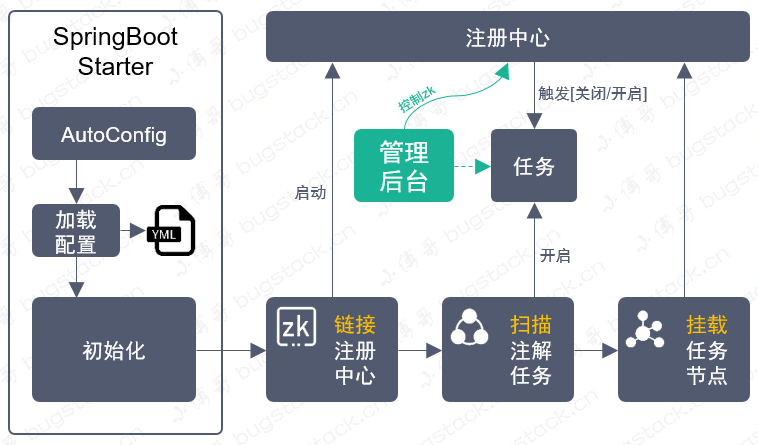 SpringBoot
Starter
AutoConfig
加载
配置
YML
初始化
注册中心
控制zk
触发[关闭/开启]
管理
后台
任务
启动
开启
zk
链接
注册
中心
扫描
注解
任务
挂载
任务
节点
小傅哥 bugstack.cn